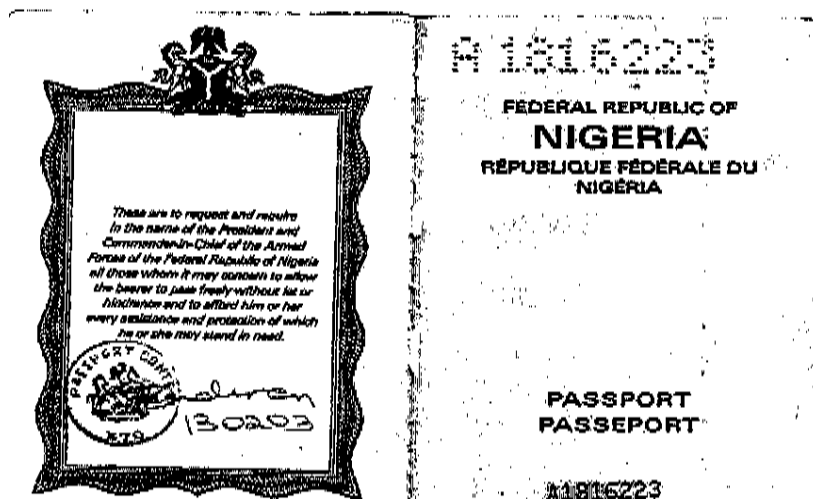 These are to request and require
in the name of the President and
Commander-in-Chief of the Armed
Forces of the Federal Republic of Nigeria
all those whom it may concern to allow
the bearer to pass freely without let or
hindrance and to afford him or her
every assistance and protection of which
he or she may stand in need.
PASSPORT
130203
A 1816223
FEDERAL REPUBLIC OF
NIGERIA
RÉPUBLIQUE FÉDÉRALE DU
NIGÉRIA
PASSPORT
PASSEPORT
A1816223